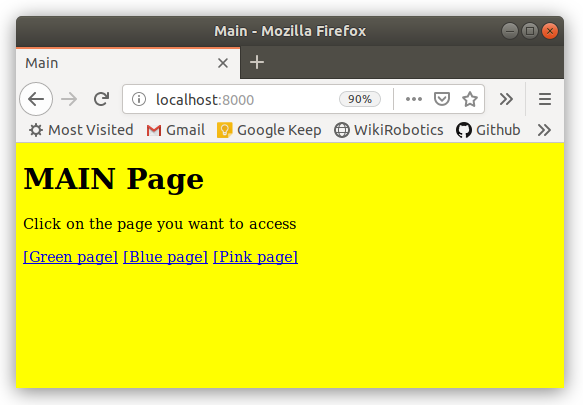 Main - Mozilla Firefox
Main
localhost:8000 90%
Most Visited Gmail Google Keep WikiRobotics Github
MAIN Page
Click on the page you want to access
[Green page] [Blue page] [Pink page]